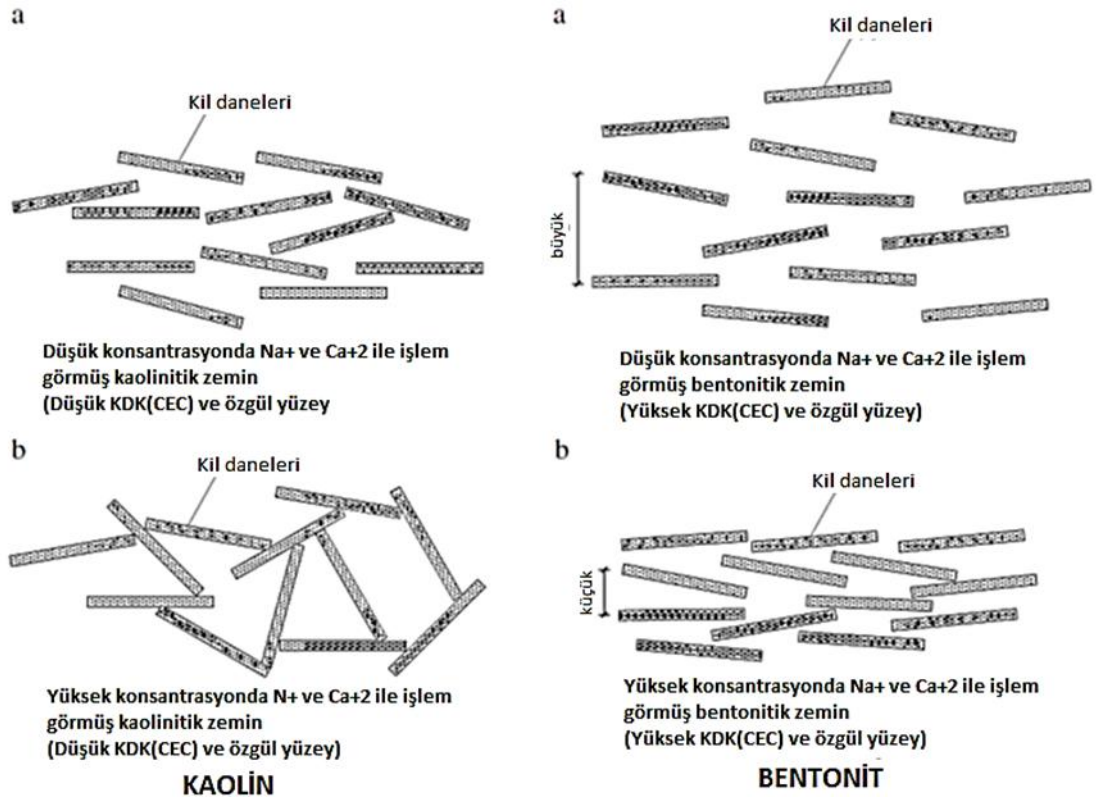 a
Kil daneleri
Düşük konsantrasyonda Na+ ve Ca+2 ile işlem
görmüş kaolinitik zemin
(Düşük KDK(CEC) ve özgül yüzey
b
Kil daneleri
Yüksek konsantrasyonda N+ ve Ca+2 ile işlem
görmüş kaolinitik zemin
(Düşük KDK(CEC) ve özgül yüzey)
KAOLİN
a
Kil daneleri
büyük
Düşük konsantrasyonda Na+ ve Ca+2 ile işlem
görmüş bentonitik zemin
(Yüksek KDK(CEC) ve özgül yüzey)
b
Kil daneleri
küçük
Yüksek konsantrasyonda Na+ ve Ca+2 ile işlem
görmüş bentonitik zemin
(Yüksek KDK(CEC) ve özgül yüzey)
BENTONİT